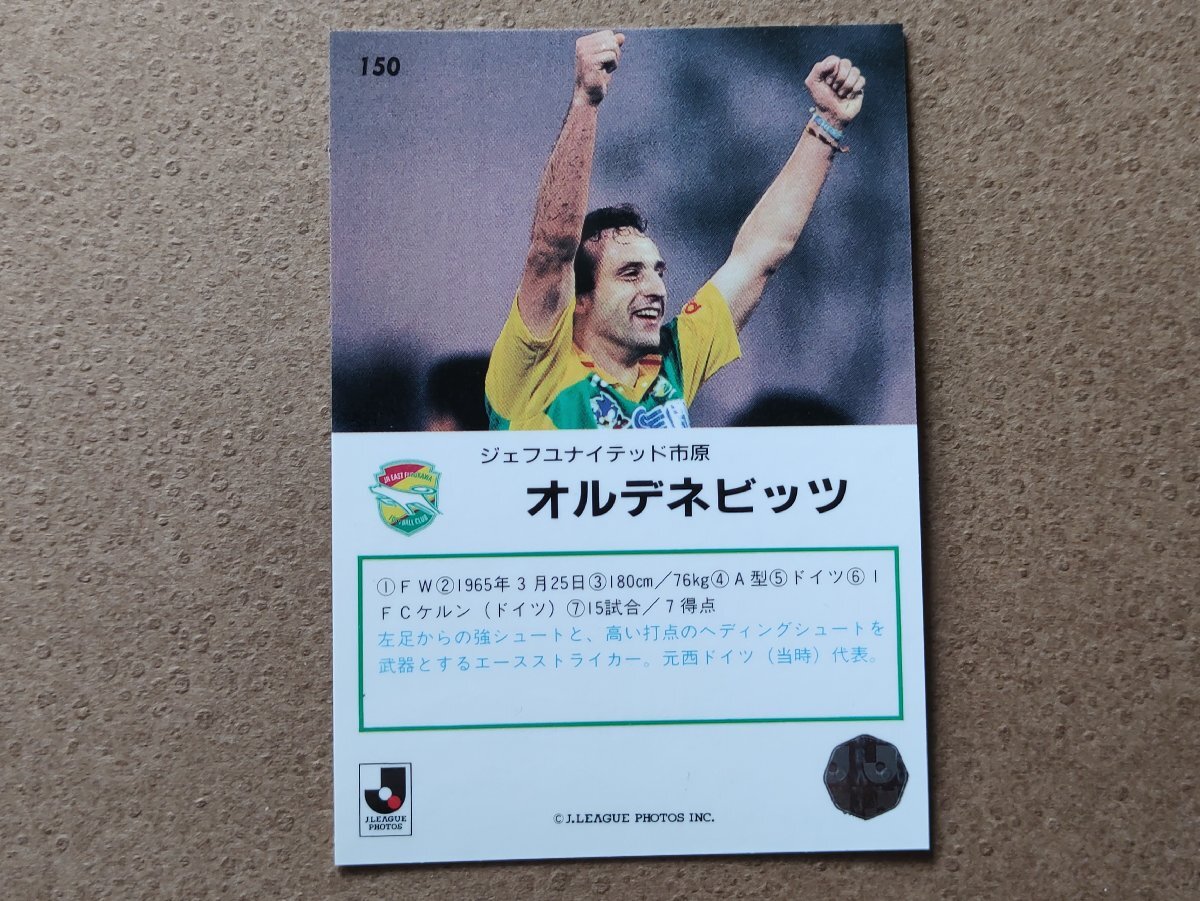 150
ジェフユナイテッド市原
オルデネビッツ
JR EAST FURUKAWA
FOOTBALL CLUB
①FW②1965年3月25日③180cm／76kg④A型⑤ドイツ⑥1
FCケルン（ドイツ）⑦15試合／7得点
左足からの強シュートと、高い打点のヘディングシュートを
武器とするエースストライカー。元西ドイツ（当時）代表。
J.LEAGUE
PHOTOS
©J.LEAGUE PHOTOS INC.